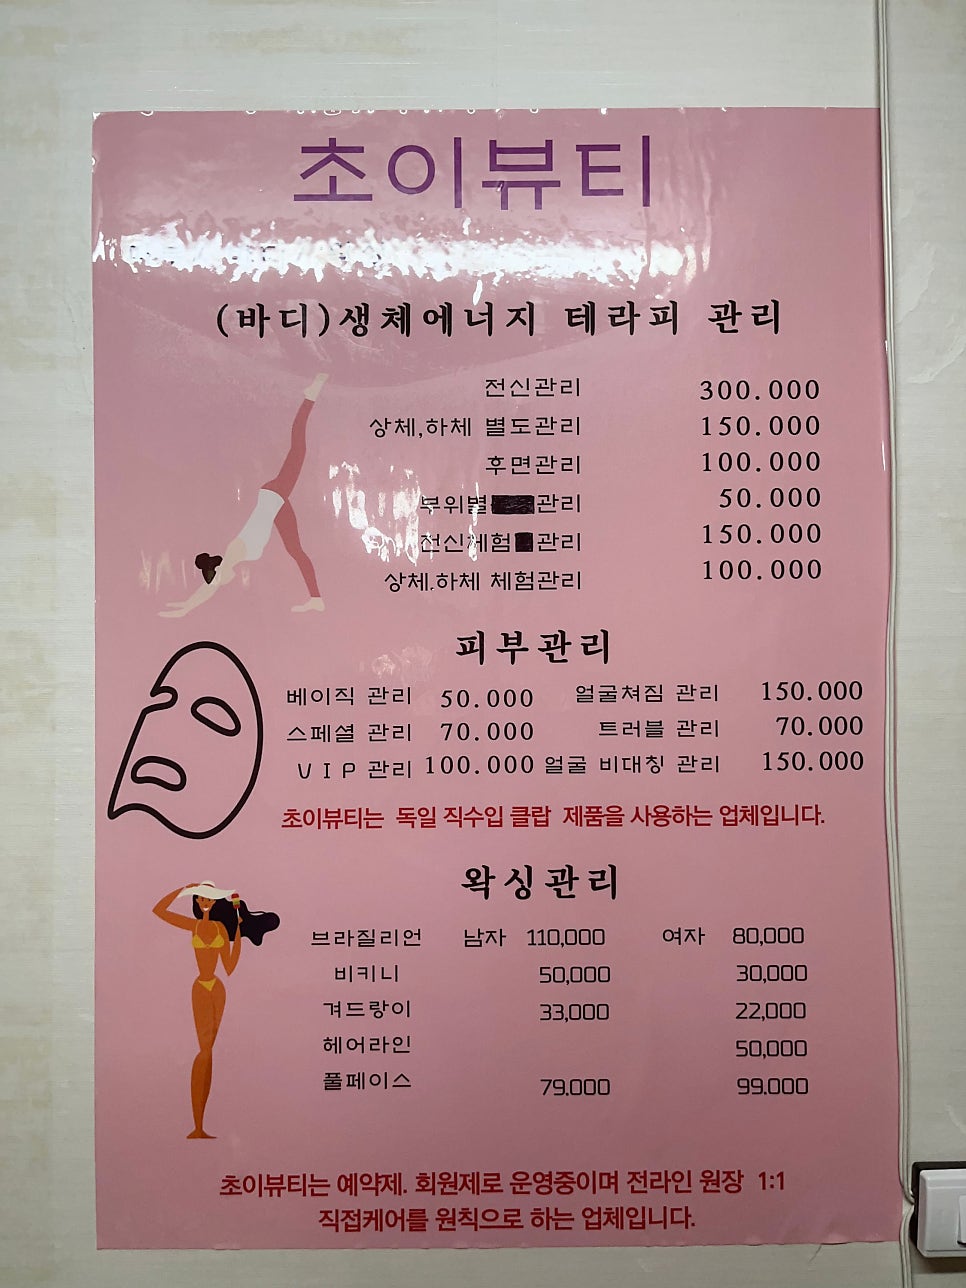 초이뷰티
(바디)생체에너지 테라피 관리
전신관리 300.000
상체,하체 별도관리 150.000
후면관리 100.000
부위별 관리 50.000
전신체험 관리 150.000
상체.하체 체험관리 100.000
피부관리
베이직 관리 50.000 얼굴쳐짐 관리 150.000
스페셜 관리 70.000 트러블 관리 70.000
VIP 관리 100.000 얼굴 비대칭 관리 150.000
초이뷰티는 독일 직수입 클랍 제품을 사용하는 업체입니다.
왁싱관리
브라질리언 남자 110,000 여자 80,000
비키니 50,000 30,000
겨드랑이 33,000 22,000
헤어라인 50,000
풀페이스 79.000 99.000
초이뷰티는 예약제. 회원제로 운영중이며 전라인 원장 1:1
직접케어를 원칙으로 하는 업체입니다.